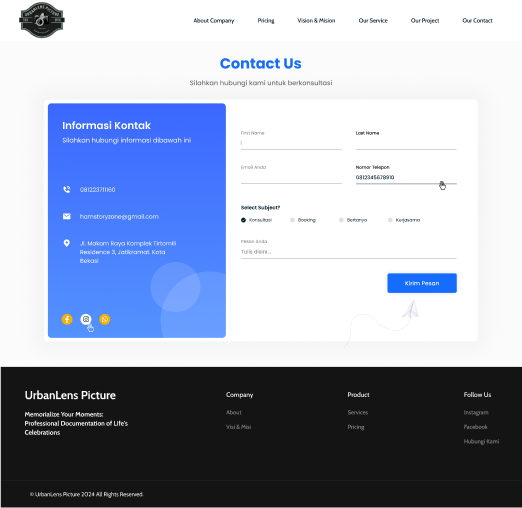 URBANLENS PICTURE
About Company
Pricing
Vision & Mision
Our Service
Our Project
Our Contact
Contact Us
Silahkan hubungi kami untuk berkonsultasi
Informasi Kontak
Silahkan hubungi informasi dibawah ini
081223711160
hamstoryzone@gmail.com
Jl. Makam Raya Komplek Tirtomili
Residence 3, Jatikramat. Kota
Bekasi
First Name
Last Name
Email Anda
Nomor Telepon
0812345678910
Select Subject?
Konsultasi
Booking
Bertanya
Kerjasama
Pesan Anda
Tulis disini...
Kirim Pesan
UrbanLens Picture
Memorialize Your Moments:
Professional Documentation of Life's
Celebrations
Company
About
Visi & Misi
Product
Services
Pricing
Follow Us
Instagram
Facebook
Hubungi Kami
© UrbanLens Picture 2024 All Rights Reserved.